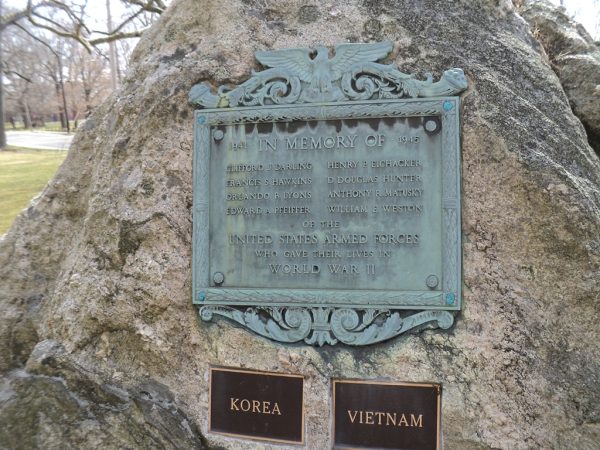 1941 IN MEMORY OF 1945
CLIFFORD J. DARLING HENRY P. EICHACKER
FRANCIS S. HAWKINS D. DOUGLAS HUNTER
ORLANDO R. LYONS ANTHONY R. MATUSKY
EDWARD A. PFEIFFER WILLIAM E. WESTON
OF THE
UNITED STATES ARMED FORCES
WHO GAVE THEIR LIVES IN
WORLD WAR II
KOREA
VIETNAM